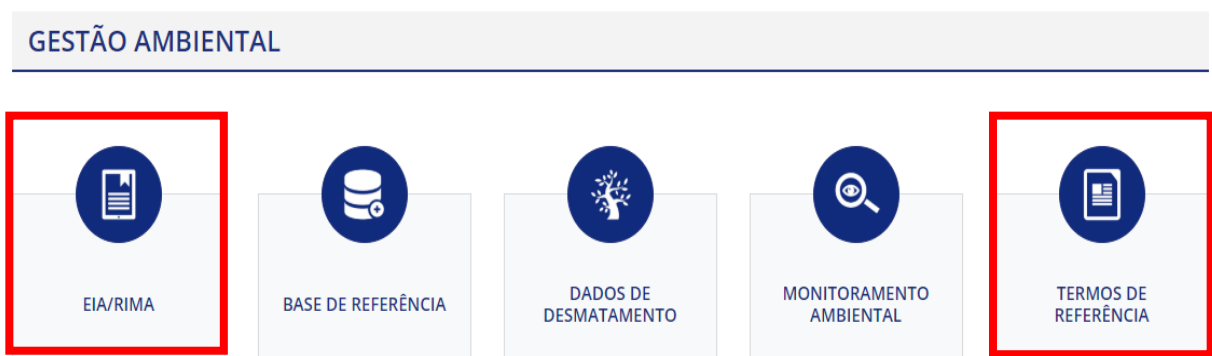 GESTÃO AMBIENTAL
EIA/RIMA
BASE DE REFERÊNCIA
DADOS DE
DESMATAMENTO
MONITORAMENTO
AMBIENTAL
TERMOS DE
REFERÊNCIA